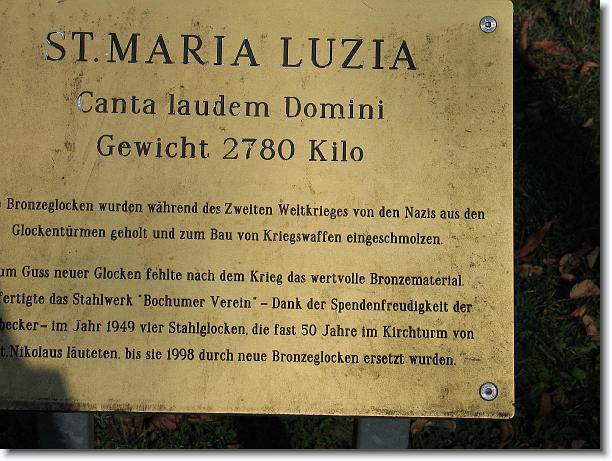 ST. MARIA LUZIA
Canta laudem Domini
Gewicht 2780 Kilo
Bronzeglocken wurden während des Zweiten Weltkrieges von den Nazis aus den
Glockentürmen geholt und zum Bau von Kriegswaffen eingeschmolzen.
um Guss neuer Glocken fehlte nach dem Krieg das wertvolle Bronzematerial.
fertigte das Stahlwerk "Bochumer Verein" - Dank der Spendenfreudigkeit der
becker - im Jahr 1949 vier Stahlglocken, die fast 50 Jahre im Kirchturm von
t. Nikolaus läuteten, bis sie 1998 durch neue Bronzeglocken ersetzt wurden.